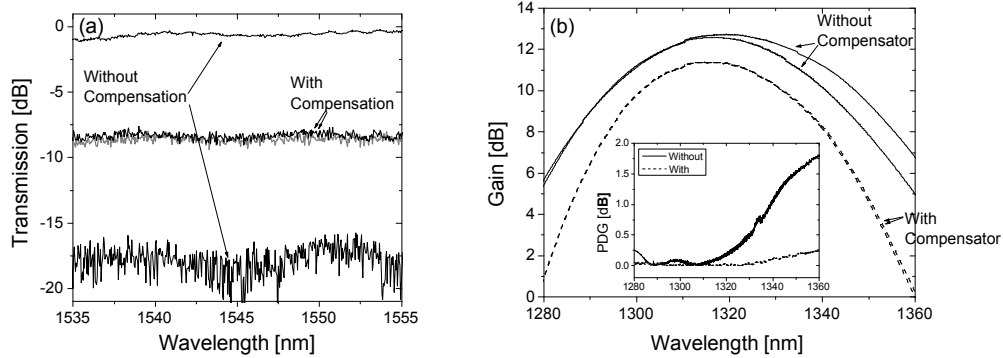 (a)
0
-5
-10
-15
-20
Transmission [dB]
Without
Compensation
With
Compensation
1535
1540
1545
1550
1555
Wavelength [nm]
(b)
14
12
10
8
6
4
2
0
Gain [dB]
Without
Compensator
With
Compensator
Without
With
2.0
1.5
1.0
0.5
0.0
PDG [dB]
1280
1300
1320
1340
1360
1280
1300
1320
1340
1360
Wavelength [nm]